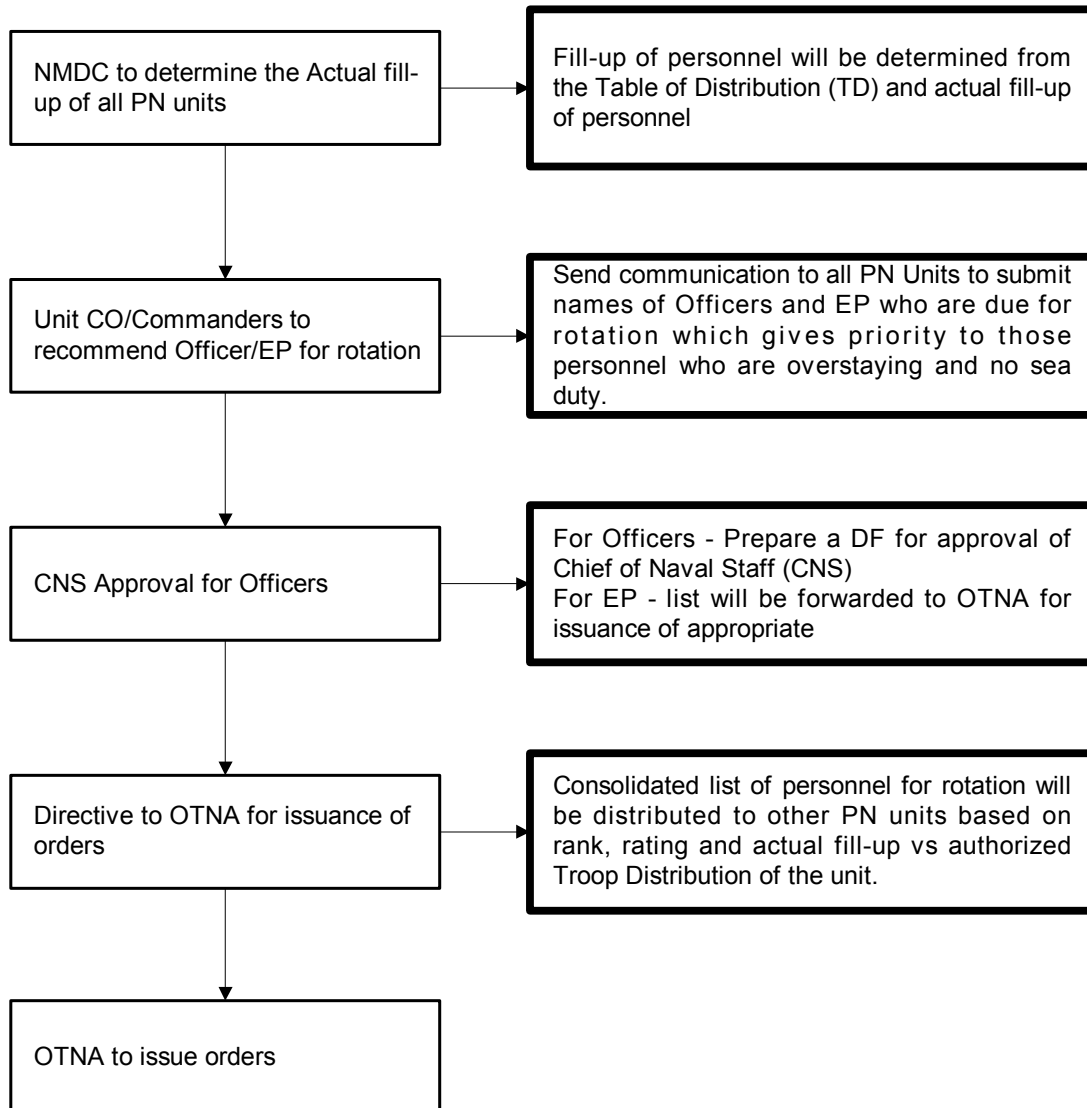 NMDC to determine the Actual fill-
up of all PN units
Fill-up of personnel will be determined from
the Table of Distribution (TD) and actual fill-up
of personnel
Unit CO/Commanders to
recommend Officer/EP for rotation
Send communication to all PN Units to submit
names of Officers and EP who are due for
rotation which gives priority to those
personnel who are overstaying and no sea
duty.
CNS Approval for Officers
For Officers - Prepare a DF for approval of
Chief of Naval Staff (CNS)
For EP - list will be forwarded to OTNA for
issuance of appropriate
Directive to OTNA for issuance of
orders
Consolidated list of personnel for rotation will
be distributed to other PN units based on
rank, rating and actual fill-up vs authorized
Troop Distribution of the unit.
OTNA to issue orders